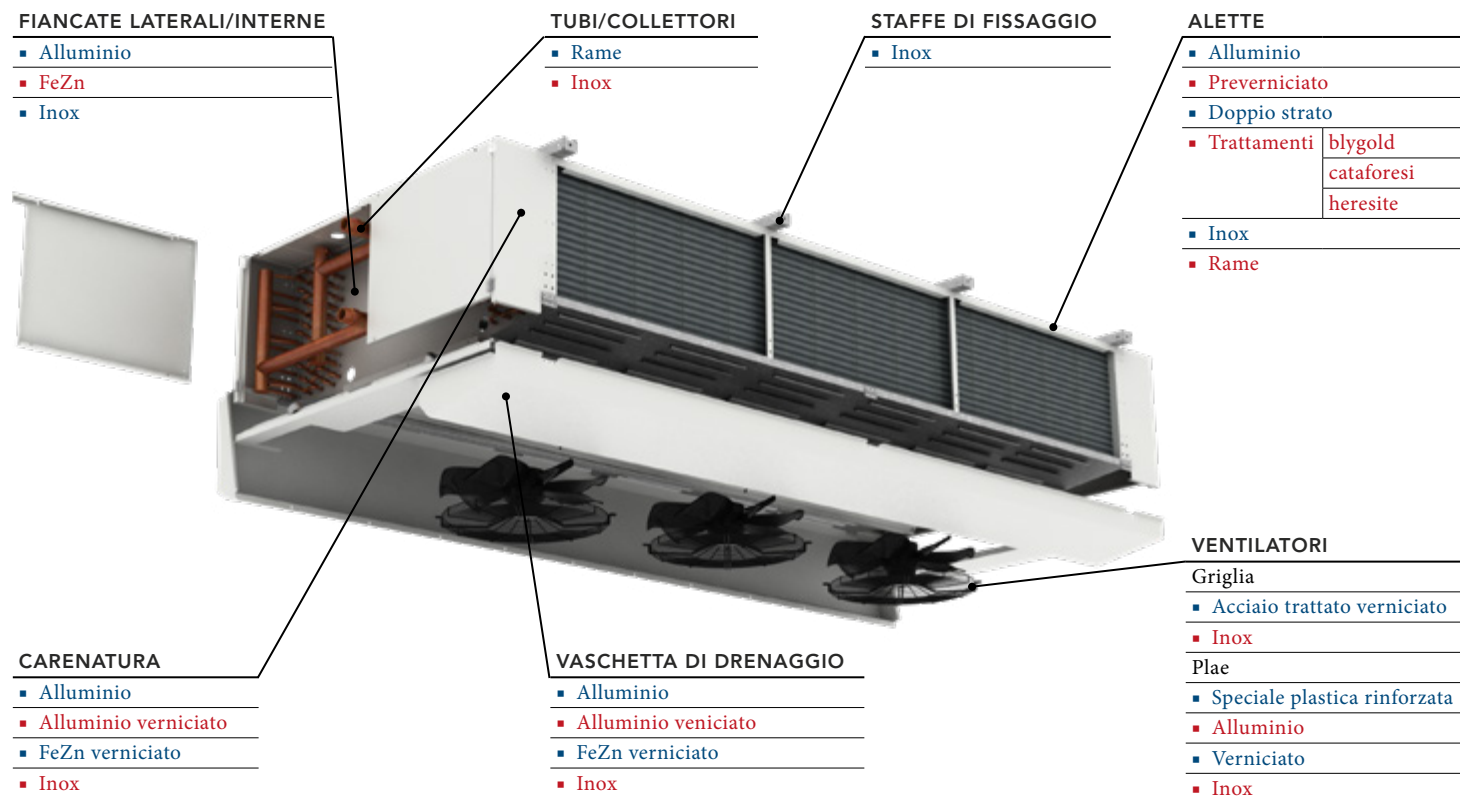 FIANCATE LATERALI/INTERNE
▪ Alluminio
▪ FeZn
▪ Inox
TUBI/COLLETTORI
▪ Rame
▪ Inox
STAFFE DI FISSAGGIO
▪ Inox
ALETTE
▪ Alluminio
▪ Preverniciato
▪ Doppio strato
▪ Trattamenti blygold
cataforesi
heresite
▪ Inox
▪ Rame
CARENATURA
▪ Alluminio
▪ Alluminio verniciato
▪ FeZn verniciato
▪ Inox
VASCHETTA DI DRENAGGIO
▪ Alluminio
▪ Alluminio veniciato
▪ FeZn verniciato
▪ Inox
VENTILATORI
Griglia
▪ Acciaio trattato verniciato
▪ Inox
Plae
▪ Speciale plastica rinforzata
▪ Alluminio
▪ Verniciato
▪ Inox